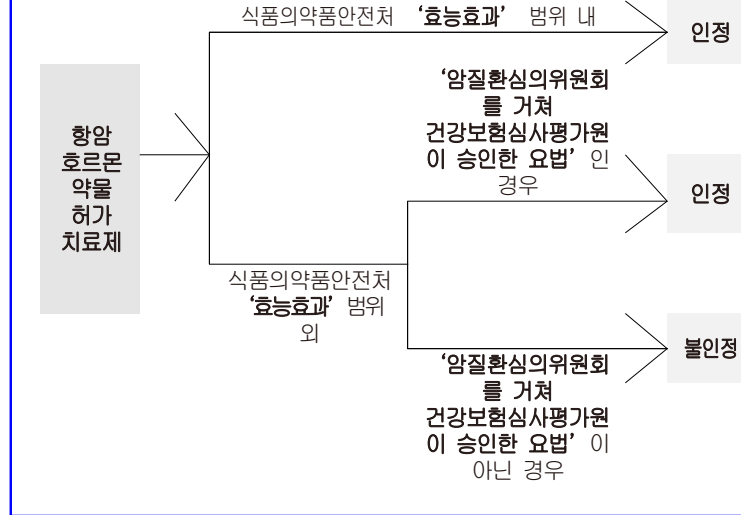 식품의약품안전처 ‘효능효과’ 범위 내
인정
‘암질환심의위원회
를 거쳐
건강보험심사평가원
이 승인한 요법’ 인
경우
항암
호르몬
약물
허가
치료제
인정
식품의약품안전처
‘효능효과’ 범위
외
불인정
‘암질환심의위원회
를 거쳐
건강보험심사평가원
이 승인한 요법’ 이
아닌 경우